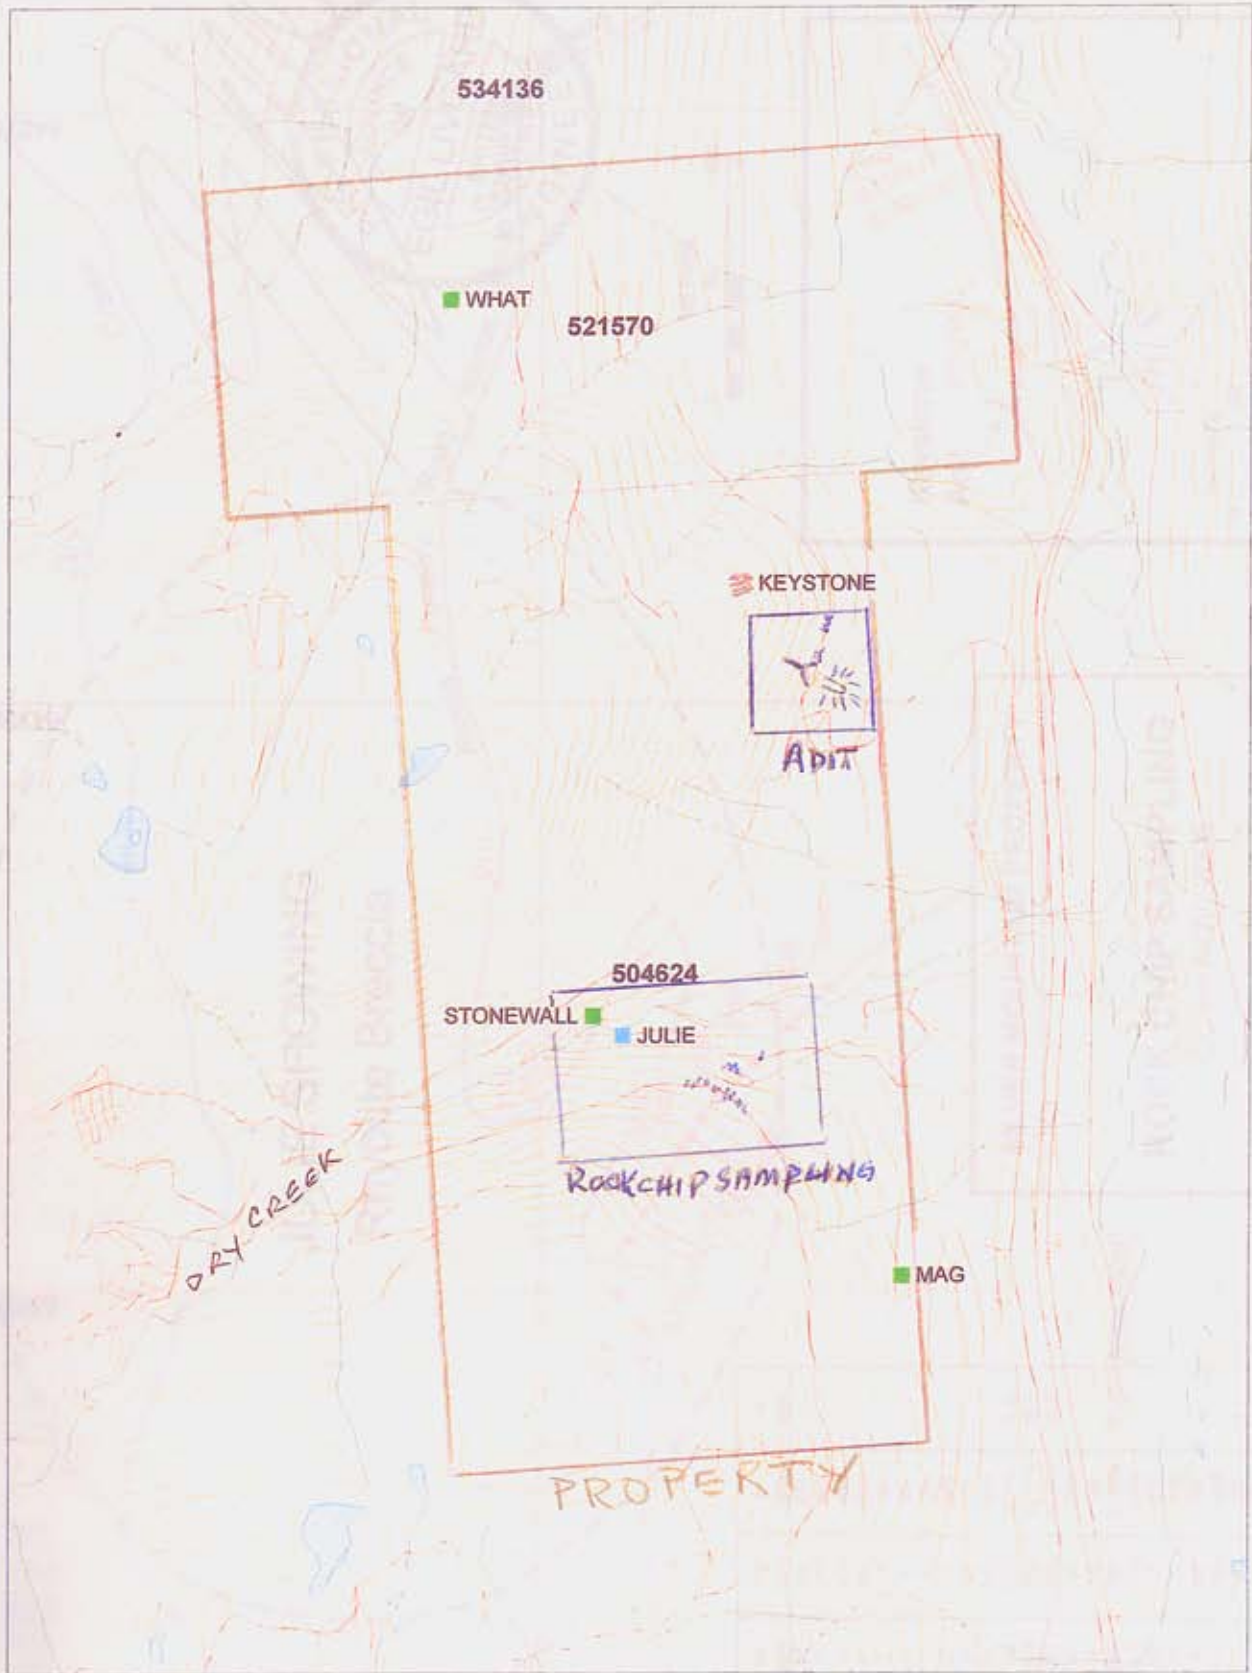 534136
WHAT
521570
KEYSTONE
ADIT
504624
STONEWALL
JULIE
ROCKCHIP SAMPLING
DRY CREEK
MAG
PROPERTY